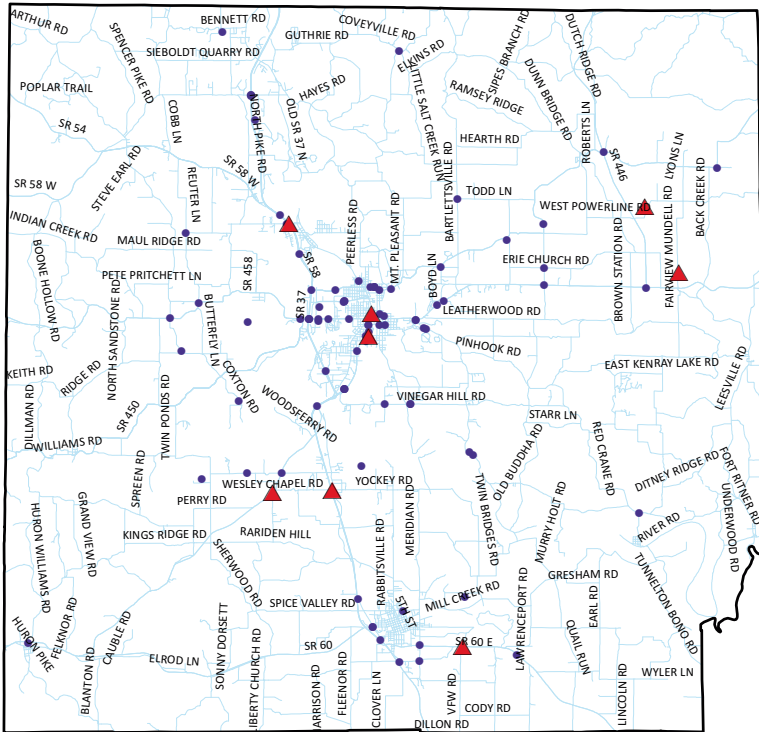 ARTHUR RD
BENNETT RD
COVEYVILLE RD
GUTHRIE RD
SPENCER PIKE RD
SIEBOLDT QUARRY RD
ELKINS RD
SIPES BRANCH RD
DUTCH RIDGE RD
DUNN BRIDGE RD
POPLAR TRAIL
HAYES RD
RAMSEY RIDGE
LITTLE SALT CREEK RUN
COBB LN
NORTH PIKE RD
OLD SR 37 N
ROBERTS LN
SR 54
HEARTH RD
SR 446
LYONS LN
STEVE EARL RD
SR 58 W
SR 58 W
REUTER LN
BARTLETTSVILLE RD
TODD LN
BACK CREEK RD
PEERLESS RD
MT. PLEASANT RD
WEST POWERLINE RD
FAIRVIEW MUNDELL RD
INDIAN CREEK RD
MAUL RIDGE RD
BOONE HOLLOW RD
SR 458
SR 58
BOYD LN
ERIE CHURCH RD
BROWN STATION RD
PETE PRITCHETT LN
NORTH SANDSTONE RD
BUTTERFLY LN
SR 37
LEATHERWOOD RD
PINHOOK RD
KEITH RD
RIDGE RD
COXTON RD
EAST KENRAY LAKE RD
LEESVILLE RD
DILLMAN RD
SR 450
TWIN PONDS RD
WOODSFERRY RD
VINEGAR HILL RD
STARR LN
WILLIAMS RD
RED CRANE RD
OLD BUDDHA RD
SPREEN RD
DITNEY RIDGE RD
FORT RITNER RD
WESLEY CHAPEL RD
YOCKEY RD
TWIN BRIDGES RD
UNDERWOOD RD
PERRY RD
MERIDIAN RD
MURRY HOLT RD
HURON WILLIAMS RD
GRAND VIEW RD
KINGS RIDGE RD
RARIDEN HILL
RIVER RD
SHERWOOD RD
RABBITSVILLE RD
GRESHAM RD
TUNNELTON BONO RD
SPICE VALLEY RD
5TH ST
MILL CREEK RD
EARL RD
HURON PIKE
FELKNOR RD
CAUBLE RD
SONNY DORSETT
SR 60
SR 60 E
LAWRENCEPORT RD
QUAIL RUN
ELROD LN
BLANTON RD
LIBERTY CHURCH RD
HARRISON RD
FLEENOR RD
CLOVER LN
VFW RD
LINCOLN RD
WYLER LN
CODY RD
DILLON RD